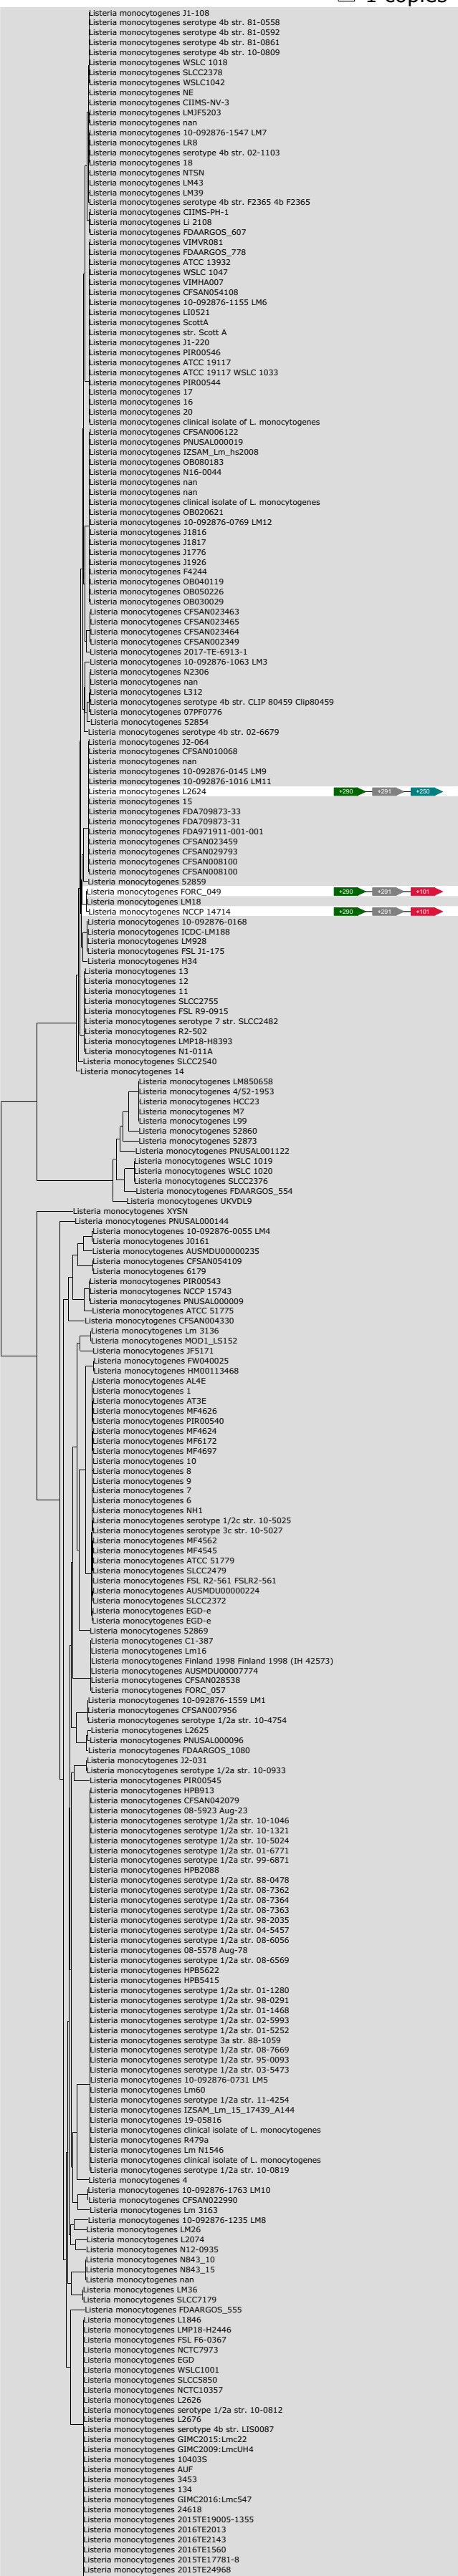 1 copies
Listeria monocytogenes J1-108
Listeria monocytogenes serotype 4b str. 81-0558
Listeria monocytogenes serotype 4b str. 81-0592
Listeria monocytogenes serotype 4b str. 81-0861
Listeria monocytogenes serotype 4b str. 10-0809
Listeria monocytogenes WSLC 1018
Listeria monocytogenes SLCC2378
Listeria monocytogenes WSLC1042
Listeria monocytogenes NE
Listeria monocytogenes CIIMS-NV-3
Listeria monocytogenes LMJF5203
Listeria monocytogenes nan
Listeria monocytogenes 10-092876-1547 LM7
Listeria monocytogenes LR8
Listeria monocytogenes serotype 4b str. 02-1103
Listeria monocytogenes 18
Listeria monocytogenes NTSN
Listeria monocytogenes LM43
Listeria monocytogenes LM39
Listeria monocytogenes serotype 4b str. F2365 4b F2365
Listeria monocytogenes CIIMS-PH-1
Listeria monocytogenes Li 2108
Listeria monocytogenes FDAARGOS_607
Listeria monocytogenes VIMVR081
Listeria monocytogenes FDAARGOS_778
Listeria monocytogenes ATCC 13932
Listeria monocytogenes WSLC 1047
Listeria monocytogenes VIMHA007
Listeria monocytogenes CFSAN054108
Listeria monocytogenes 10-092876-1155 LM6
Listeria monocytogenes LI0521
Listeria monocytogenes ScottA
Listeria monocytogenes str. Scott A
Listeria monocytogenes J1-220
Listeria monocytogenes PIR00546
Listeria monocytogenes ATCC 19117
Listeria monocytogenes ATCC 19117 WSLC 1033
Listeria monocytogenes PIR00544
Listeria monocytogenes 17
Listeria monocytogenes 16
Listeria monocytogenes 20
Listeria monocytogenes clinical isolate of L. monocytogenes
Listeria monocytogenes CFSAN006122
Listeria monocytogenes PNUSAL000019
Listeria monocytogenes IZSAM_Lm_hs2008
Listeria monocytogenes OB080183
Listeria monocytogenes N16-0044
Listeria monocytogenes nan
Listeria monocytogenes nan
Listeria monocytogenes clinical isolate of L. monocytogenes
Listeria monocytogenes OB020621
Listeria monocytogenes 10-092876-0769 LM12
Listeria monocytogenes J1816
Listeria monocytogenes J1817
Listeria monocytogenes J1776
Listeria monocytogenes J1926
Listeria monocytogenes F4244
Listeria monocytogenes OB040119
Listeria monocytogenes OB050226
Listeria monocytogenes OB030029
Listeria monocytogenes CFSAN023463
Listeria monocytogenes CFSAN023465
Listeria monocytogenes CFSAN023464
Listeria monocytogenes CFSAN002349
Listeria monocytogenes 2017-TE-6913-1
Listeria monocytogenes 10-092876-1063 LM3
Listeria monocytogenes N2306
Listeria monocytogenes nan
Listeria monocytogenes L312
Listeria monocytogenes serotype 4b str. CLIP 80459 Clip80459
Listeria monocytogenes 07PF0776
Listeria monocytogenes 52854
Listeria monocytogenes serotype 4b str. 02-6679
Listeria monocytogenes J2-064
Listeria monocytogenes CFSAN010068
Listeria monocytogenes nan
Listeria monocytogenes 10-092876-0145 LM9
Listeria monocytogenes 10-092876-1016 LM11
Listeria monocytogenes L2624 +290 +291 +250
Listeria monocytogenes 15
Listeria monocytogenes FDA709873-33
Listeria monocytogenes FDA709873-31
Listeria monocytogenes FDA971911-001-001
Listeria monocytogenes CFSAN023459
Listeria monocytogenes CFSAN029793
Listeria monocytogenes CFSAN008100
Listeria monocytogenes CFSAN008100
Listeria monocytogenes 52859
Listeria monocytogenes FORC_049 +290 +291 +101
Listeria monocytogenes LM18
Listeria monocytogenes NCCP 14714 +290 +291 +101
Listeria monocytogenes 10-092876-0168
Listeria monocytogenes ICDC-LM188
Listeria monocytogenes LM928
Listeria monocytogenes FSL J1-175
Listeria monocytogenes H34
Listeria monocytogenes 13
Listeria monocytogenes 12
Listeria monocytogenes 11
Listeria monocytogenes SLCC2755
Listeria monocytogenes FSL R9-0915
Listeria monocytogenes serotype 7 str. SLCC2482
Listeria monocytogenes R2-502
Listeria monocytogenes LMP18-H8393
Listeria monocytogenes N1-011A
Listeria monocytogenes SLCC2540
Listeria monocytogenes 14
Listeria monocytogenes LM850658
Listeria monocytogenes 4/52-1953
Listeria monocytogenes HCC23
Listeria monocytogenes M7
Listeria monocytogenes L99
Listeria monocytogenes 52860
Listeria monocytogenes 52873
Listeria monocytogenes PNUSAL001122
Listeria monocytogenes WSLC 1019
Listeria monocytogenes WSLC 1020
Listeria monocytogenes SLCC2376
Listeria monocytogenes FDAARGOS_554
Listeria monocytogenes UKVDL9
Listeria monocytogenes XYSN
Listeria monocytogenes PNUSAL000144
Listeria monocytogenes 10-092876-0055 LM4
Listeria monocytogenes J0161
Listeria monocytogenes AUSMDU00000235
Listeria monocytogenes CFSAN054109
Listeria monocytogenes 6179
Listeria monocytogenes PIR00543
Listeria monocytogenes NCCP 15743
Listeria monocytogenes PNUSAL000009
Listeria monocytogenes ATCC 51775
Listeria monocytogenes CFSAN004330
Listeria monocytogenes Lm 3136
Listeria monocytogenes MOD1_LS152
Listeria monocytogenes JF5171
Listeria monocytogenes FW040025
Listeria monocytogenes HM00113468
Listeria monocytogenes AL4E
Listeria monocytogenes 1
Listeria monocytogenes AT3E
Listeria monocytogenes MF4626
Listeria monocytogenes PIR00540
Listeria monocytogenes MF4624
Listeria monocytogenes MF6172
Listeria monocytogenes MF4697
Listeria monocytogenes 10
Listeria monocytogenes 8
Listeria monocytogenes 9
Listeria monocytogenes 7
Listeria monocytogenes 6
Listeria monocytogenes NH1
Listeria monocytogenes serotype 1/2c str. 10-5025
Listeria monocytogenes serotype 3c str. 10-5027
Listeria monocytogenes MF4562
Listeria monocytogenes MF4545
Listeria monocytogenes ATCC 51779
Listeria monocytogenes SLCC2479
Listeria monocytogenes FSL R2-561 FSLR2-561
Listeria monocytogenes AUSMDU00000224
Listeria monocytogenes SLCC2372
Listeria monocytogenes EGD-e
Listeria monocytogenes EGD-e
Listeria monocytogenes 52869
Listeria monocytogenes C1-387
Listeria monocytogenes Lm16
Listeria monocytogenes Finland 1998 Finland 1998 (IH 42573)
Listeria monocytogenes AUSMDU00007774
Listeria monocytogenes CFSAN028538
Listeria monocytogenes FORC_057
Listeria monocytogenes 10-092876-1559 LM1
Listeria monocytogenes CFSAN007956
Listeria monocytogenes serotype 1/2a str. 10-4754
Listeria monocytogenes L2625
Listeria monocytogenes PNUSAL000096
Listeria monocytogenes FDAARGOS_1080
Listeria monocytogenes J2-031
Listeria monocytogenes serotype 1/2a str. 10-0933
Listeria monocytogenes PIR00545
Listeria monocytogenes HPB913
Listeria monocytogenes CFSAN042079
Listeria monocytogenes 08-5923 Aug-23
Listeria monocytogenes serotype 1/2a str. 10-1046
Listeria monocytogenes serotype 1/2a str. 10-1321
Listeria monocytogenes serotype 1/2a str. 10-5024
Listeria monocytogenes serotype 1/2a str. 01-6771
Listeria monocytogenes serotype 1/2a str. 99-6871
Listeria monocytogenes HPB2088
Listeria monocytogenes serotype 1/2a str. 88-0478
Listeria monocytogenes serotype 1/2a str. 08-7362
Listeria monocytogenes serotype 1/2a str. 08-7364
Listeria monocytogenes serotype 1/2a str. 08-7363
Listeria monocytogenes serotype 1/2a str. 98-2035
Listeria monocytogenes serotype 1/2a str. 04-5457
Listeria monocytogenes serotype 1/2a str. 08-6056
Listeria monocytogenes 08-5578 Aug-78
Listeria monocytogenes serotype 1/2a str. 08-6569
Listeria monocytogenes HPB5622
Listeria monocytogenes HPB5415
Listeria monocytogenes serotype 1/2a str. 01-1280
Listeria monocytogenes serotype 1/2a str. 98-0291
Listeria monocytogenes serotype 1/2a str. 01-1468
Listeria monocytogenes serotype 1/2a str. 02-5993
Listeria monocytogenes serotype 1/2a str. 01-5252
Listeria monocytogenes serotype 3a str. 88-1059
Listeria monocytogenes serotype 1/2a str. 08-7669
Listeria monocytogenes serotype 1/2a str. 95-0093
Listeria monocytogenes serotype 1/2a str. 03-5473
Listeria monocytogenes 10-092876-0731 LM5
Listeria monocytogenes Lm60
Listeria monocytogenes serotype 1/2a str. 11-4254
Listeria monocytogenes IZSAM_Lm_15_17439_A144
Listeria monocytogenes 19-05816
Listeria monocytogenes clinical isolate of L. monocytogenes
Listeria monocytogenes R479a
Listeria monocytogenes Lm N1546
Listeria monocytogenes clinical isolate of L. monocytogenes
Listeria monocytogenes serotype 1/2a str. 10-0819
Listeria monocytogenes 4
Listeria monocytogenes 10-092876-1763 LM10
Listeria monocytogenes CFSAN022990
Listeria monocytogenes Lm 3163
Listeria monocytogenes 10-092876-1235 LM8
Listeria monocytogenes LM26
Listeria monocytogenes L2074
Listeria monocytogenes N12-0935
Listeria monocytogenes N843_10
Listeria monocytogenes N843_15
Listeria monocytogenes nan
Listeria monocytogenes LM36
Listeria monocytogenes SLCC7179
Listeria monocytogenes FDAARGOS_555
Listeria monocytogenes L1846
Listeria monocytogenes LMP18-H2446
Listeria monocytogenes FSL F6-0367
Listeria monocytogenes NCTC7973
Listeria monocytogenes EGD
Listeria monocytogenes WSLC1001
Listeria monocytogenes SLCC5850
Listeria monocytogenes NCTC10357
Listeria monocytogenes L2626
Listeria monocytogenes serotype 1/2a str. 10-0812
Listeria monocytogenes L2676
Listeria monocytogenes serotype 4b str. LIS0087
Listeria monocytogenes GIMC2015:Lmc22
Listeria monocytogenes GIMC2009:LmcUH4
Listeria monocytogenes 10403S
Listeria monocytogenes AUF
Listeria monocytogenes 3453
Listeria monocytogenes 134
Listeria monocytogenes GIMC2016:Lmc547
Listeria monocytogenes 24618
Listeria monocytogenes 2015TE19005-1355
Listeria monocytogenes 2016TE2013
Listeria monocytogenes 2016TE2143
Listeria monocytogenes 2016TE1560
Listeria monocytogenes 2015TE17781-8
Listeria monocytogenes 2015TE24968